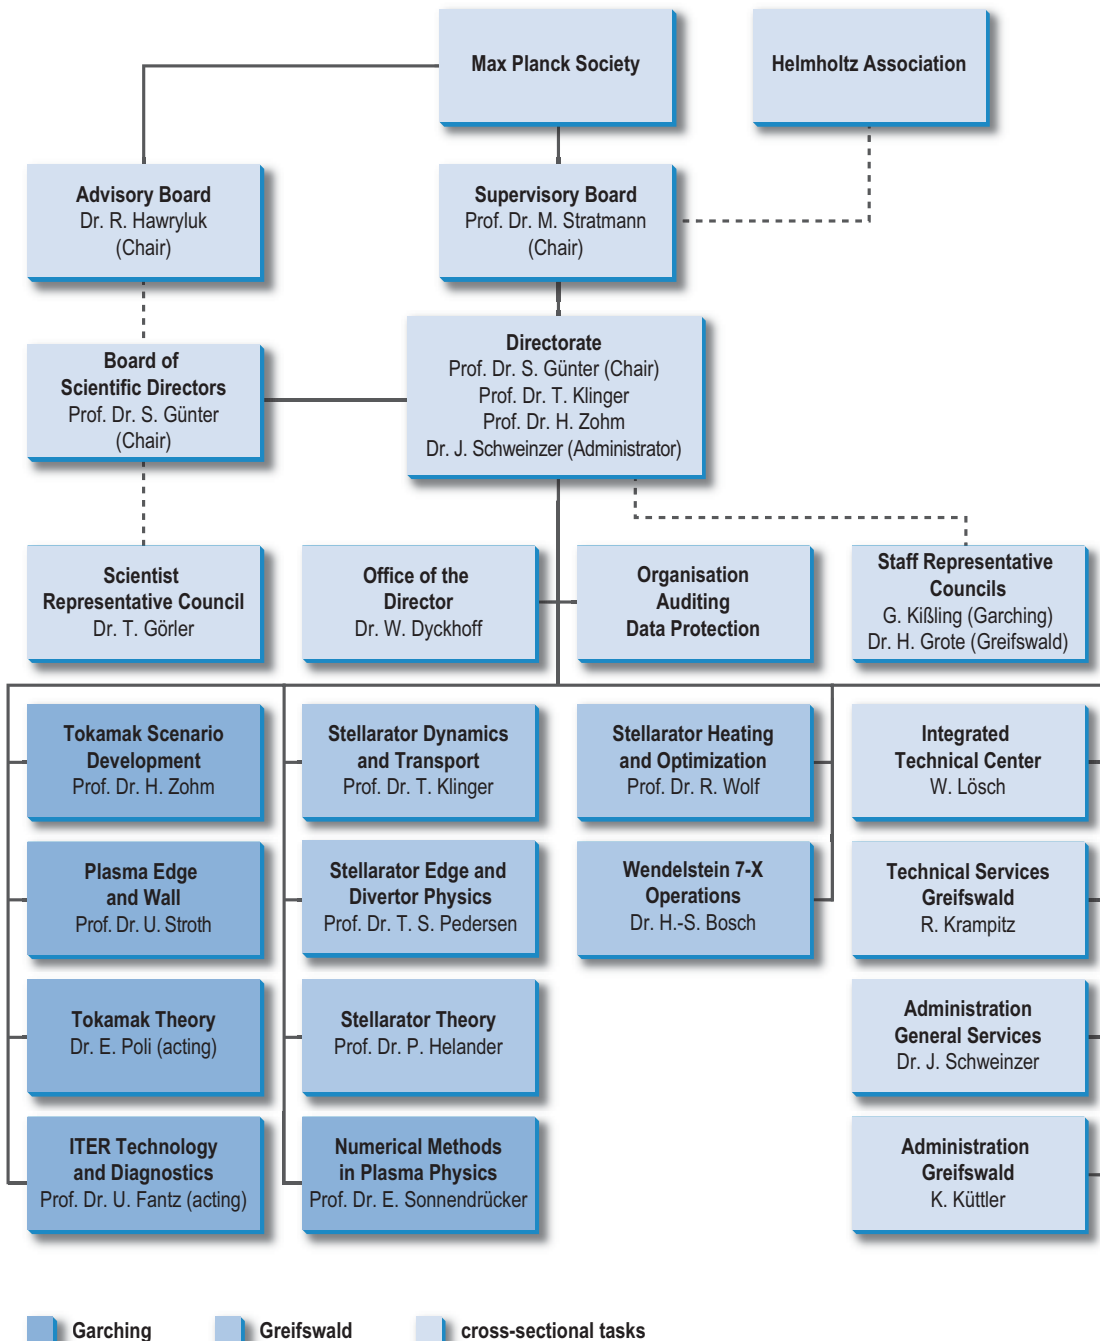 Max Planck Society
Helmholtz Association
Advisory Board
Dr. R. Hawryluk
(Chair)
Supervisory Board
Prof. Dr. M. Stratmann
(Chair)
Board of
Scientific Directors
Prof. Dr. S. Günter
(Chair)
Directorate
Prof. Dr. S. Günter (Chair)
Prof. Dr. T. Klinger
Prof. Dr. H. Zohm
Dr. J. Schweinzer (Administrator)
Scientist
Representative Council
Dr. T. Görler
Office of the
Director
Dr. W. Dyckhoff
Organisation
Auditing
Data Protection
Staff Representative
Councils
G. Kißling (Garching)
Dr. H. Grote (Greifswald)
Tokamak Scenario
Development
Prof. Dr. H. Zohm
Stellarator Dynamics
and Transport
Prof. Dr. T. Klinger
Stellarator Heating
and Optimization
Prof. Dr. R. Wolf
Integrated
Technical Center
W. Lösch
Plasma Edge
and Wall
Prof. Dr. U. Stroth
Stellarator Edge and
Divertor Physics
Prof. Dr. T. S. Pedersen
Wendelstein 7-X
Operations
Dr. H.-S. Bosch
Technical Services
Greifswald
R. Krampitz
Tokamak Theory
Dr. E. Poli (acting)
Stellarator Theory
Prof. Dr. P. Helander
Administration
General Services
Dr. J. Schweinzer
ITER Technology
and Diagnostics
Prof. Dr. U. Fantz (acting)
Numerical Methods
in Plasma Physics
Prof. Dr. E. Sonnendrücker
Administration
Greifswald
K. Küttler
Garching
Greifswald
cross-sectional tasks